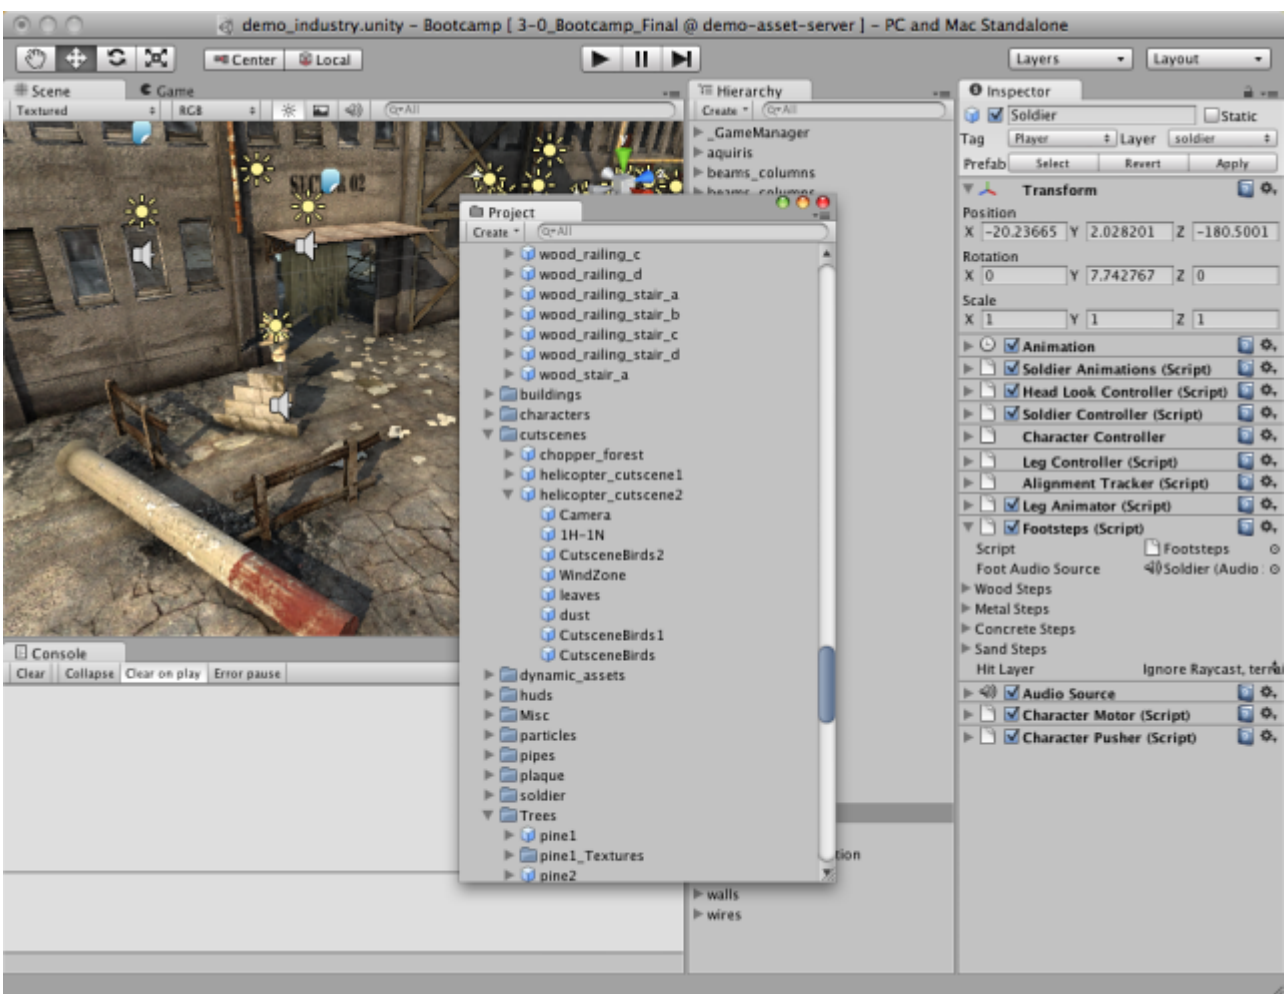 demo_industry.unity – Bootcamp [ 3-0_Bootcamp_Final @ demo-asset-server ] – PC and Mac Standalone
Center
Local
Layers
Layout
Scene
Game
Textured
RGB
All
02
Console
Clear
Collapse
Clear on play
Error pause
Hierarchy
Create
All
_GameManager
aquiris
beams_columns
beams_columns
walls
wires
Project
Create
All
wood_railing_c
wood_railing_d
wood_railing_stair_a
wood_railing_stair_b
wood_railing_stair_c
wood_railing_stair_d
wood_stair_a
buildings
characters
cutscenes
chopper_forest
helicopter_cutscene1
helicopter_cutscene2
Camera
1H-1N
CutsceneBirds2
WindZone
leaves
dust
CutsceneBirds1
CutsceneBirds
dynamic_assets
huds
Misc
particles
pipes
plaque
soldier
Trees
pine1
pine1_Textures
pine2
Inspector
Soldier
Static
Tag Player Layer soldier
Prefab Select Revert Apply
Transform
Position
X -20.23665 Y 2.028201 Z -180.5001
Rotation
X 0 Y 7.742767 Z 0
Scale
X 1 Y 1 Z 1
Animation
Soldier Animations (Script)
Head Look Controller (Script)
Soldier Controller (Script)
Character Controller
Leg Controller (Script)
Alignment Tracker (Script)
Leg Animator (Script)
Footsteps (Script)
Script Footsteps
Foot Audio Source Soldier (Audio
Wood Steps
Metal Steps
Concrete Steps
Sand Steps
Hit Layer Ignore Raycast,
Audio Source
Character Motor (Script)
Character Pusher (Script)